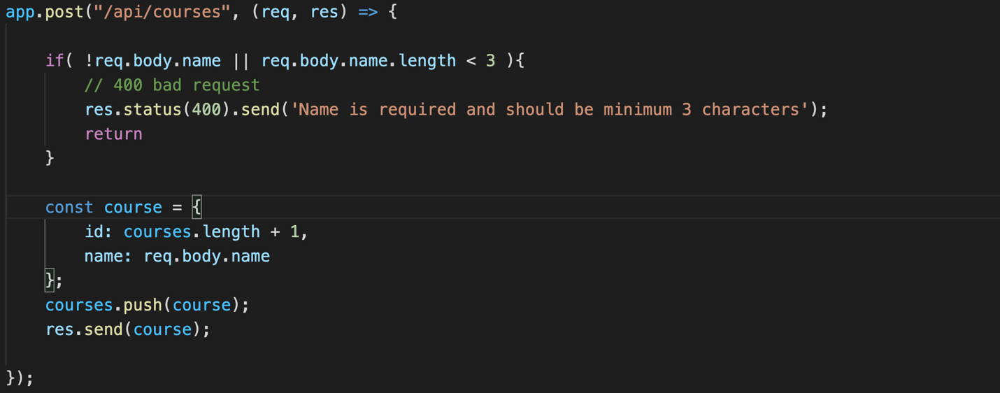 app.post("/api/courses", (req, res) => {
if( !req.body.name || req.body.name.length < 3 ){
// 400 bad request
res.status(400).send('Name is required and should be minimum 3 characters');
return
}
const course = {
id: courses.length + 1,
name: req.body.name
};
courses.push(course);
res.send(course);
});